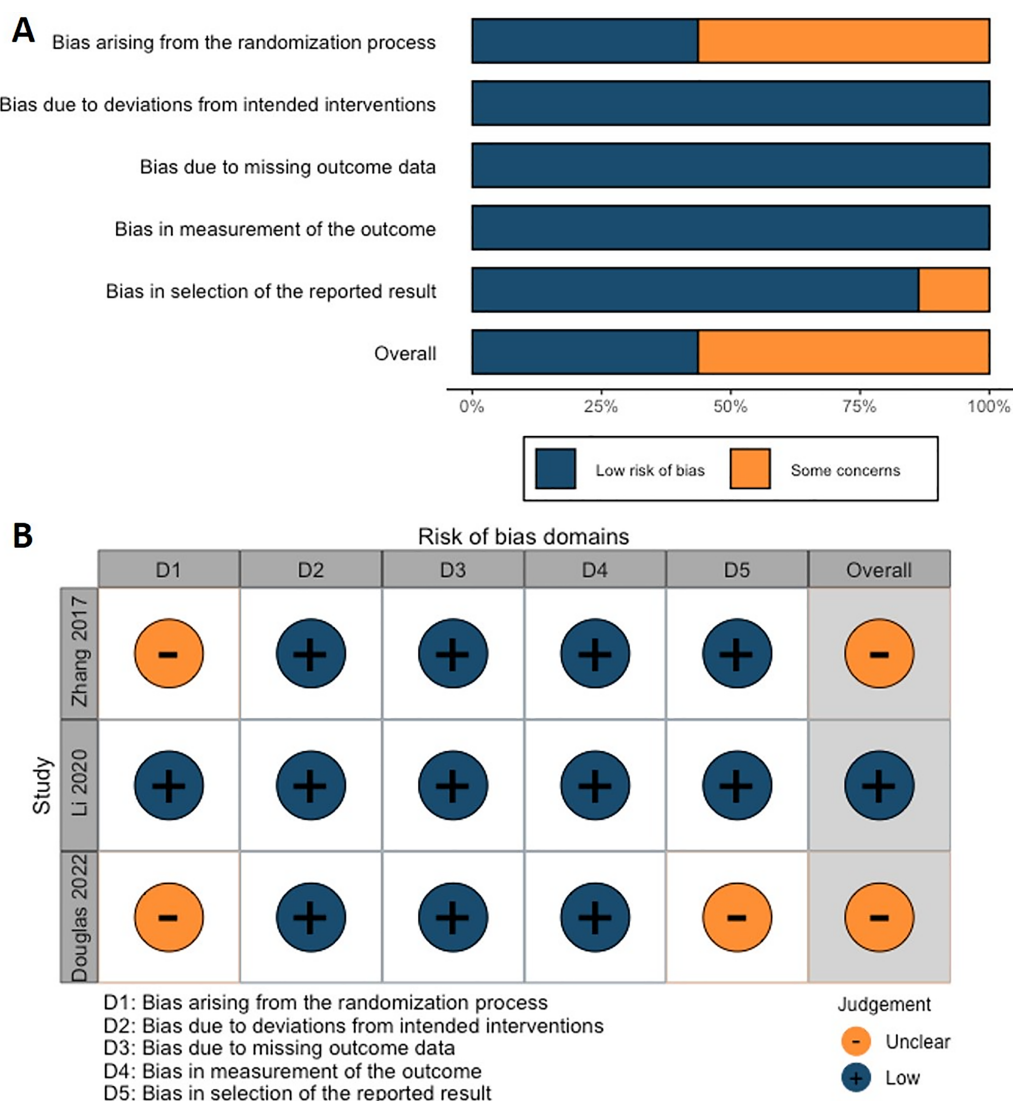 A
Bias arising from the randomization process
Bias due to deviations from intended interventions
Bias due to missing outcome data
Bias in measurement of the outcome
Bias in selection of the reported result
Overall
0% 25% 50% 75% 100%
Low risk of bias Some concerns
B
Risk of bias domains
D1 D2 D3 D4 D5 Overall
Study
Zhang 2017
- + + + + -
Li 2020
+ + + + + +
Douglas 2022
- + + + - -
D1: Bias arising from the randomization process
D2: Bias due to deviations from intended interventions
D3: Bias due to missing outcome data
D4: Bias in measurement of the outcome
D5: Bias in selection of the reported result
Judgement
- Unclear
+ Low